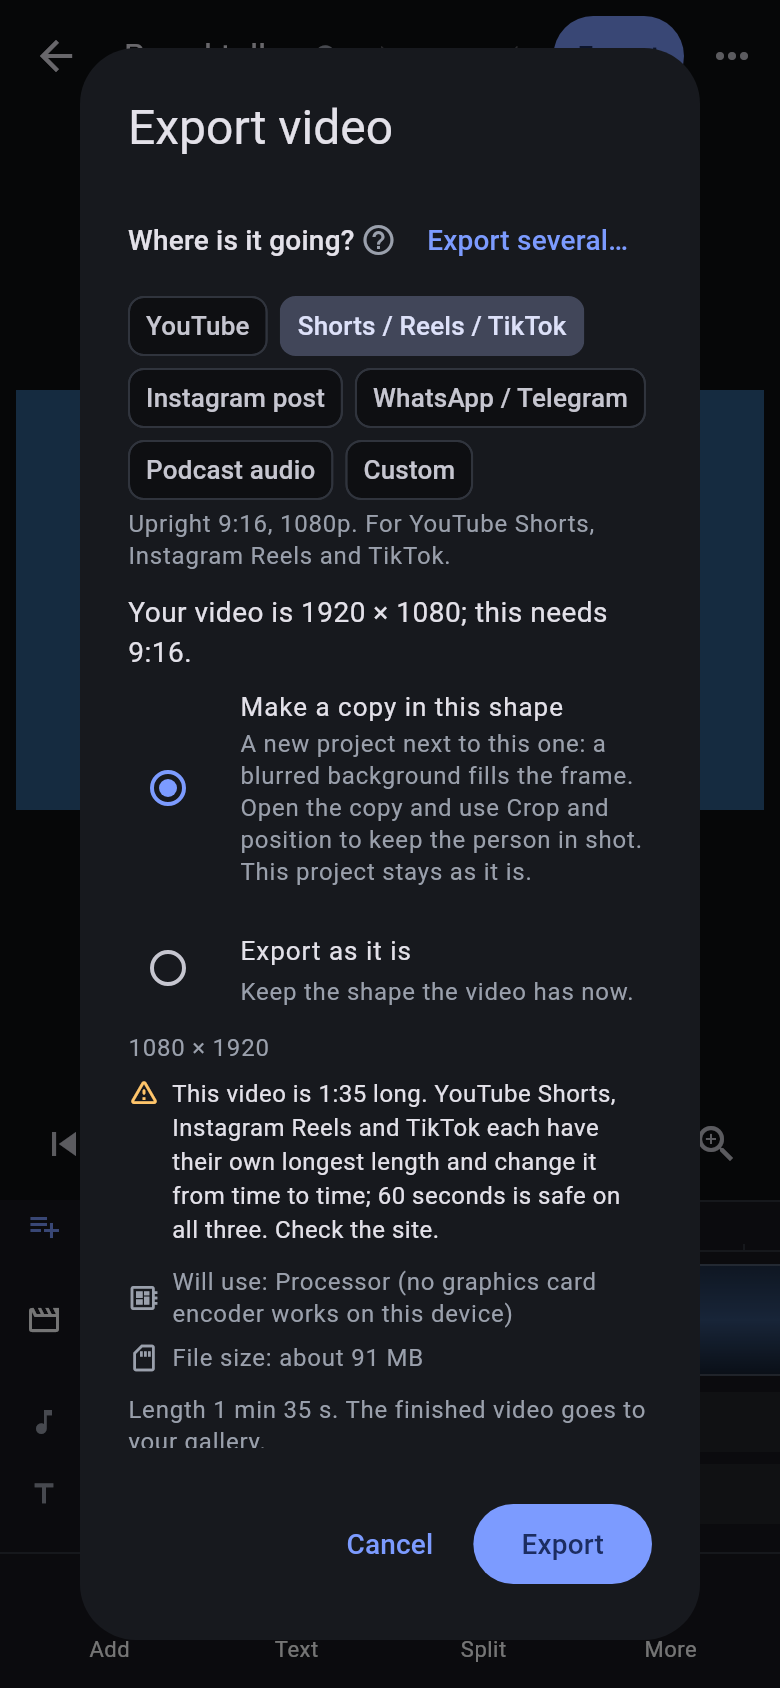 Export video
Where is it going?
Export several...
YouTube
Shorts / Reels / TikTok
Instagram post
WhatsApp / Telegram
Podcast audio
Custom
Upright 9:16, 1080p. For YouTube Shorts,
Instagram Reels and TikTok.
Your video is 1920 × 1080; this needs
9:16.
Make a copy in this shape
A new project next to this one: a
blurred background fills the frame.
Open the copy and use Crop and
position to keep the person in shot.
This project stays as it is.
Export as it is
Keep the shape the video has now.
1080 × 1920
This video is 1:35 long. YouTube Shorts,
Instagram Reels and TikTok each have
their own longest length and change it
from time to time; 60 seconds is safe on
all three. Check the site.
Will use: Processor (no graphics card
encoder works on this device)
File size: about 91 MB
Length 1 min 35 s. The finished video goes to
your gallery.
Cancel
Export
Add
Text
Split
More